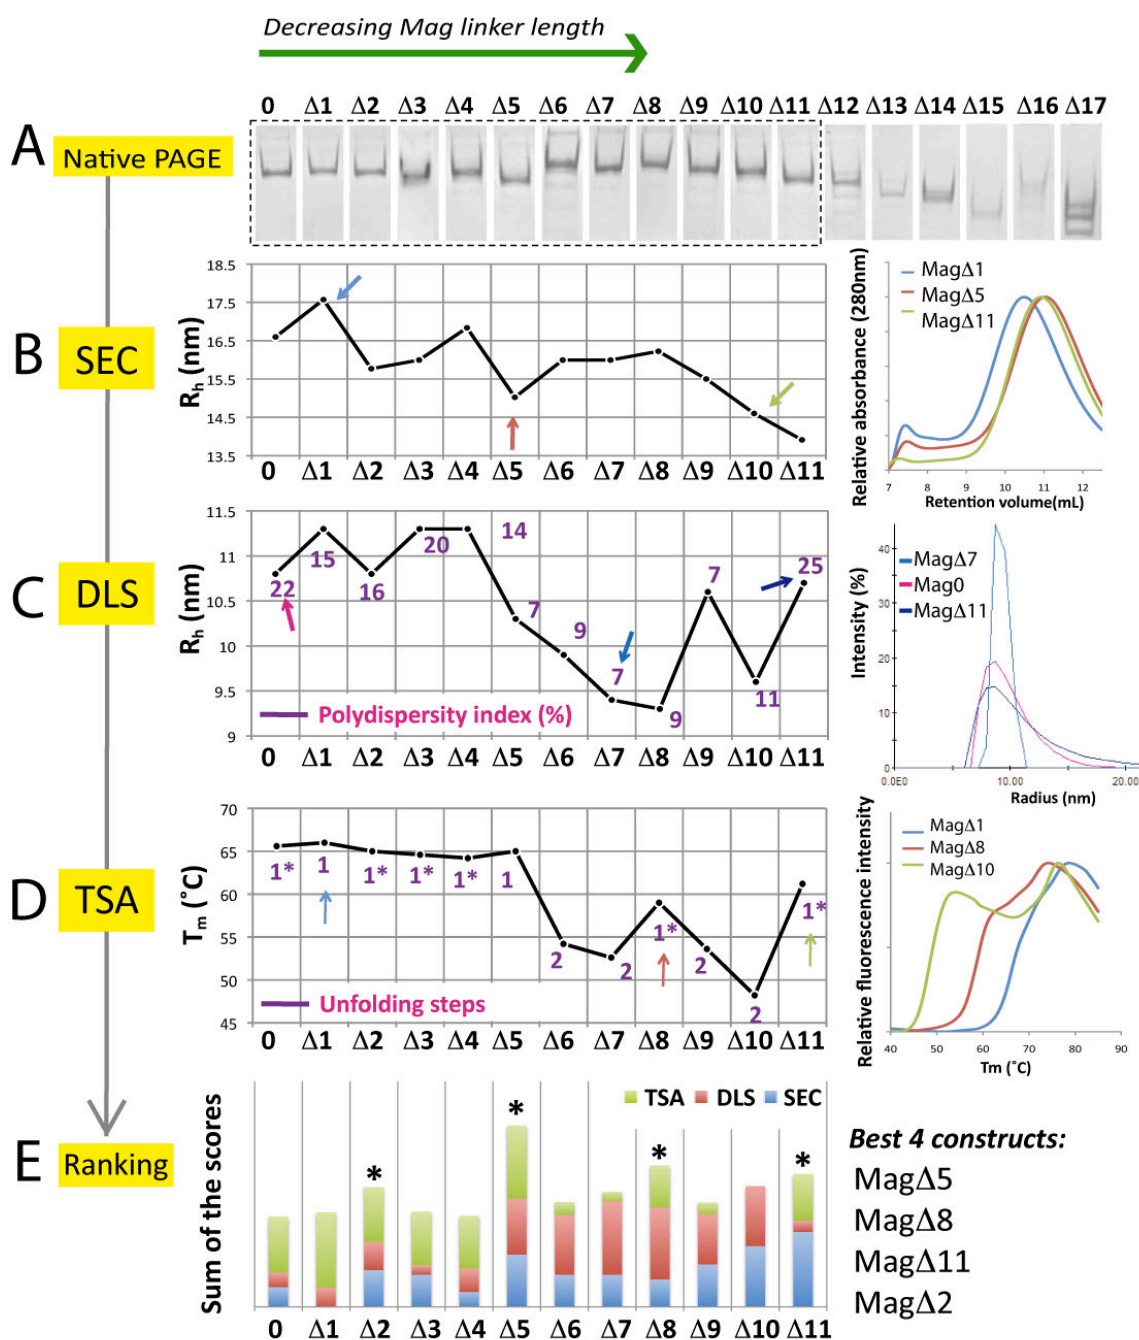 Decreasing Mag linker length
0 Δ1 Δ2 Δ3 Δ4 Δ5 Δ6 Δ7 Δ8 Δ9 Δ10 Δ11 Δ12 Δ13 Δ14 Δ15 Δ16 Δ17
A
Native PAGE
B
SEC
Rh (nm)
18.5
17.5
16.5
15.5
14.5
13.5
0 Δ1 Δ2 Δ3 Δ4 Δ5 Δ6 Δ7 Δ8 Δ9 Δ10 Δ11
MagΔ1
MagΔ5
MagΔ11
Relative absorbance (280nm)
7 8 9 10 11 12
Retention volume(mL)
C
DLS
Rh (nm)
11.5
11
10.5
10
9.5
9
22 15 16 20 14 7 9 7 9 7 11 25
Polydispersity index (%)
0 Δ1 Δ2 Δ3 Δ4 Δ5 Δ6 Δ7 Δ8 Δ9 Δ10 Δ11
MagΔ7
Mag0
MagΔ11
Intensity (%)
40
30
20
10
0
0.0E0 10.00 20.00
Radius (nm)
D
TSA
Tm (˚C)
70
65
60
55
50
45
1* 1 1* 1* 1* 1 2 2 1* 2 2 1*
Unfolding steps
0 Δ1 Δ2 Δ3 Δ4 Δ5 Δ6 Δ7 Δ8 Δ9 Δ10 Δ11
MagΔ1
MagΔ8
MagΔ10
Relative fluorescence intensity
40 50 60 70 80 90
Tm (˚C)
E
Ranking
Sum of the scores
TSA DLS SEC
* * * *
0 Δ1 Δ2 Δ3 Δ4 Δ5 Δ6 Δ7 Δ8 Δ9 Δ10 Δ11
Best 4 constructs:
MagΔ5
MagΔ8
MagΔ11
MagΔ2